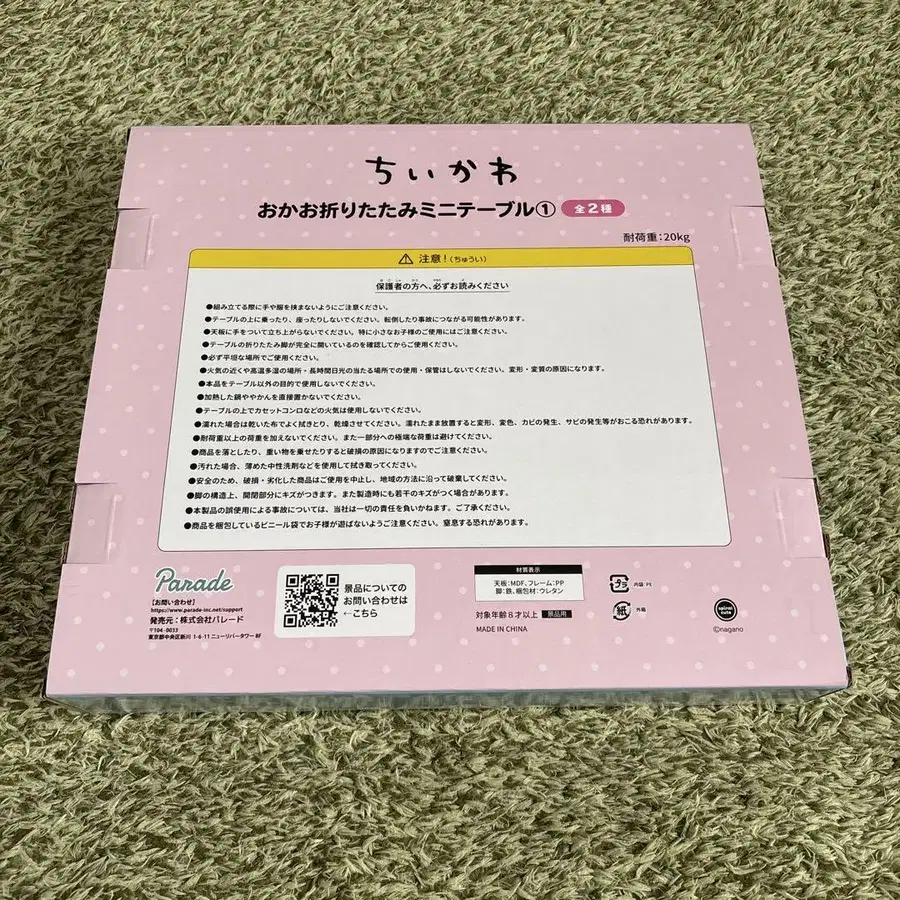 ちいかわ
おかお折りたたみミニテーブル① 全2種
耐荷重：20kg
注意！(ちゅうい)
保護者の方へ、必ずお読みください
●組み立てる際に手や服を挟まないようにご注意ください。
●テーブルの上に乗ったり、座ったりしないでください。転倒したり事故につながる可能性があります。
●天板に手をついて立ち上がらないでください。特に小さなお子様のご使用にはご注意ください。
●テーブルの折りたたみ脚が完全に開いているのを確認してからご使用ください。
●必ず平坦な場所でご使用ください。
●火気の近くや高温多湿の場所・長時間日光の当たる場所での使用・保管はしないでください。変形・変質の原因になります。
●本品をテーブル以外の目的で使用しないでください。
●加熱した鍋ややかんを直接置かないでください。
●テーブルの上でカセットコンロなどの火気は使用しないでください。
●濡れた場合は乾いた布でよく拭きとり、乾燥させてください。濡れたまま放置すると変形、変色、カビの発生、サビの発生等がおこる恐れがあります。
●耐荷重以上の荷重を加えないでください。また一部分への極端な荷重は避けてください。
●商品を落としたり、重い物を乗せたりすると破損の原因になりますのでご注意ください。
●汚れた場合、薄めた中性洗剤などを使用して拭き取ってください。
●安全のため、破損・劣化した商品はご使用を中止し、地域の方法に沿って破棄してください。
●脚の構造上、開閉部分にキズがつきます。また製造時にも若干のキズがつく場合があります。
●本製品の誤使用による事故については、当社は一切の責任を負いかねます。ご了承ください。
●商品を梱包しているビニール袋でお子様が遊ばないようご注意ください。窒息する恐れがあります。
Parade
【お問い合わせ】
https://www.parade-inc.net/support
発売元：株式会社パレード
〒104-0033
東京都中央区新川 1-6-11 ニューリバータワー 8F
景品についての
お問い合わせは
←こちら
材質表示
天板：MDF、フレーム：PP
脚：鉄、梱包材：ウレタン
対象年齢8才以上 景品用
MADE IN CHINA
プラ 内袋：PE
紙 外箱
spiral
cute
©nagano